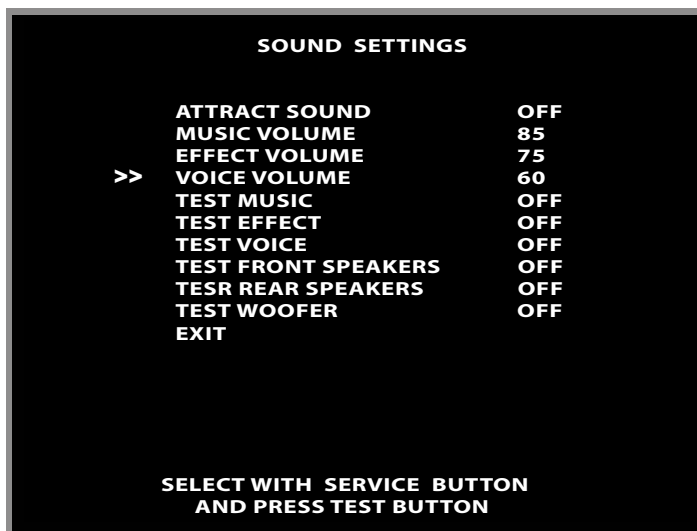 SOUND SETTINGS
ATTRACT SOUND OFF
MUSIC VOLUME 85
EFFECT VOLUME 75
>> VOICE VOLUME 60
TEST MUSIC OFF
TEST EFFECT OFF
TEST VOICE OFF
TEST FRONT SPEAKERS OFF
TESR REAR SPEAKERS OFF
TEST WOOFER OFF
EXIT
SELECT WITH SERVICE BUTTON
AND PRESS TEST BUTTON